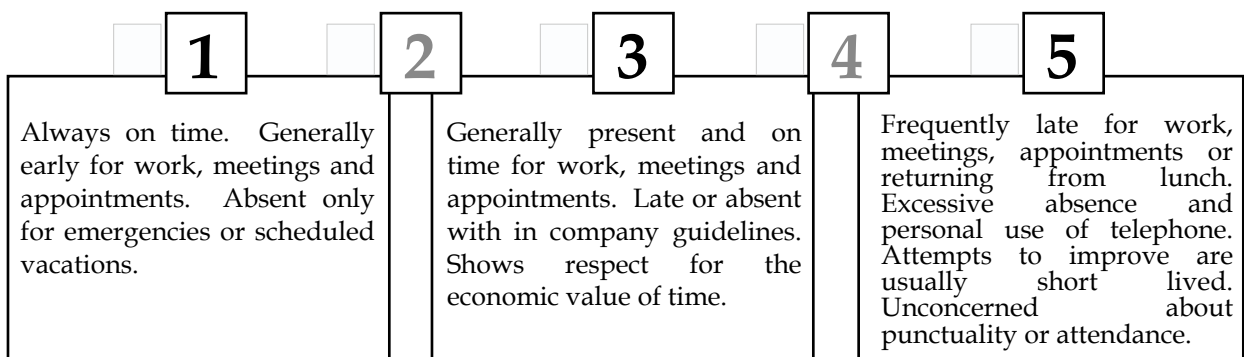 1 2 3 4 5
Always on time. Generally
early for work, meetings and
appointments. Absent only
for emergencies or scheduled
vacations.
Generally present and on
time for work, meetings and
appointments. Late or absent
with in company guidelines.
Shows respect for the
economic value of time.
Frequently late for work,
meetings, appointments or
returning from lunch.
Excessive absence and
personal use of telephone.
Attempts to improve are
usually short lived.
Unconcerned about
punctuality or attendance.